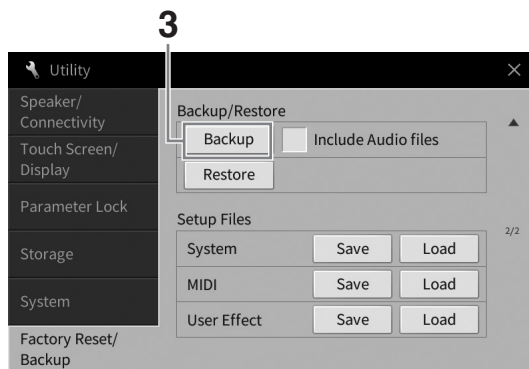 3
Utility
×
Speaker/
Connectivity
Touch Screen/
Display
Parameter Lock
Storage
System
Factory Reset/
Backup
Backup/Restore
Backup
Include Audio files
Restore
▲
2/2
Setup Files
System Save Load
MIDI Save Load
User Effect Save Load